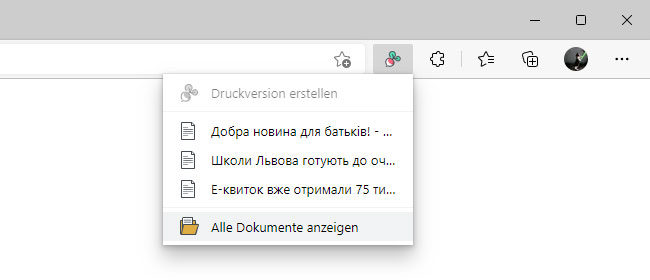 Druckversion erstellen
Добра новина для батьків! - ...
Школи Львова готують до оч...
Е-квиток вже отримали 75 ти...
Alle Dokumente anzeigen